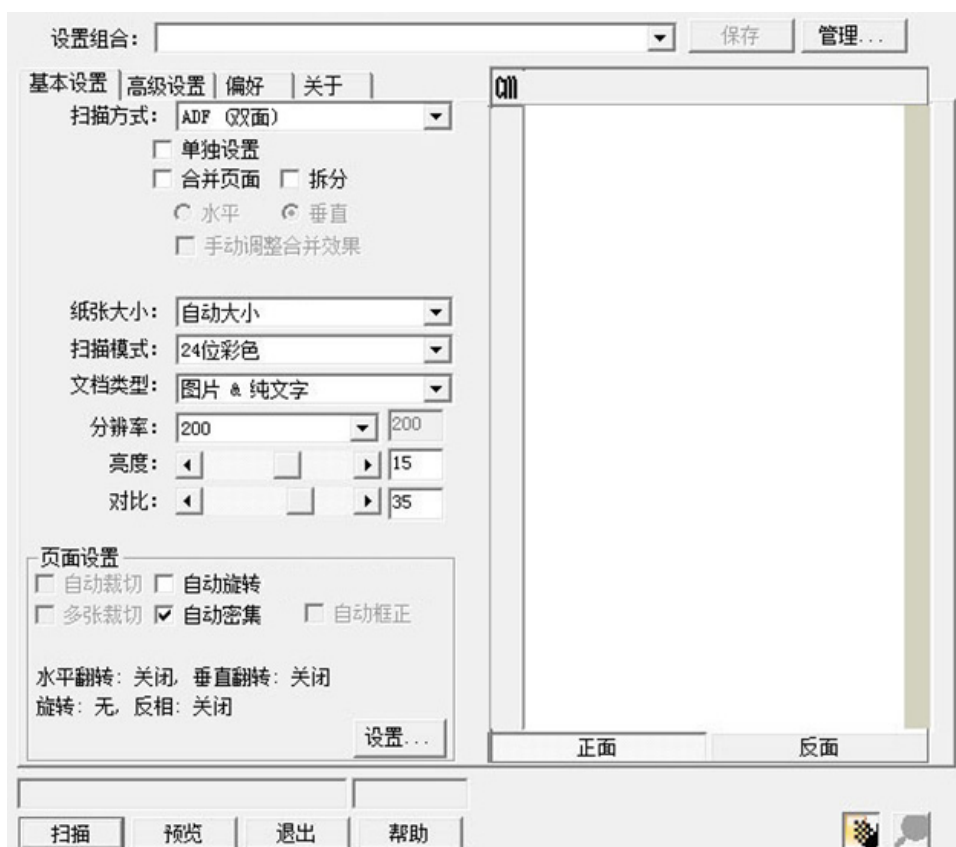 设置组合: 保存 管理...
基本设置 高级设置 偏好 关于 cm
扫描方式: ADF (双面)
单独设置
合并页面 拆分
水平 垂直
手动调整合并效果
纸张大小: 自动大小
扫描模式: 24位彩色
文档类型: 图片 & 纯文字
分辨率: 200 200
亮度: 15
对比: 35
页面设置
自动裁切 自动旋转
多张裁切 自动密集 自动框正
水平翻转: 关闭, 垂直翻转: 关闭
旋转: 无, 反相: 关闭
设置...
正面 反面
扫描 预览 退出 帮助